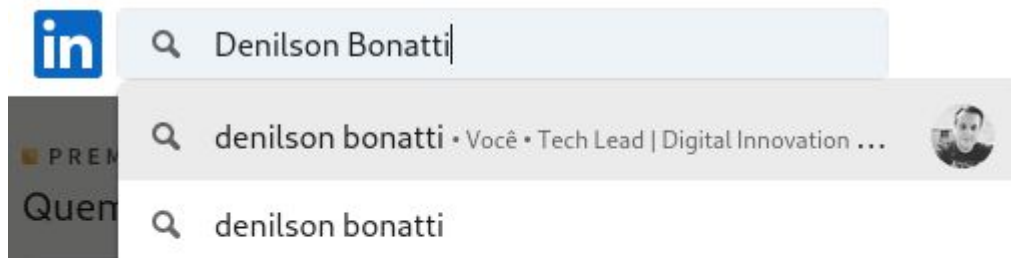 in
Denilson Bonatti
denilson bonatti • Você • Tech Lead | Digital Innovation ...
PREM
Quem
denilson bonatti